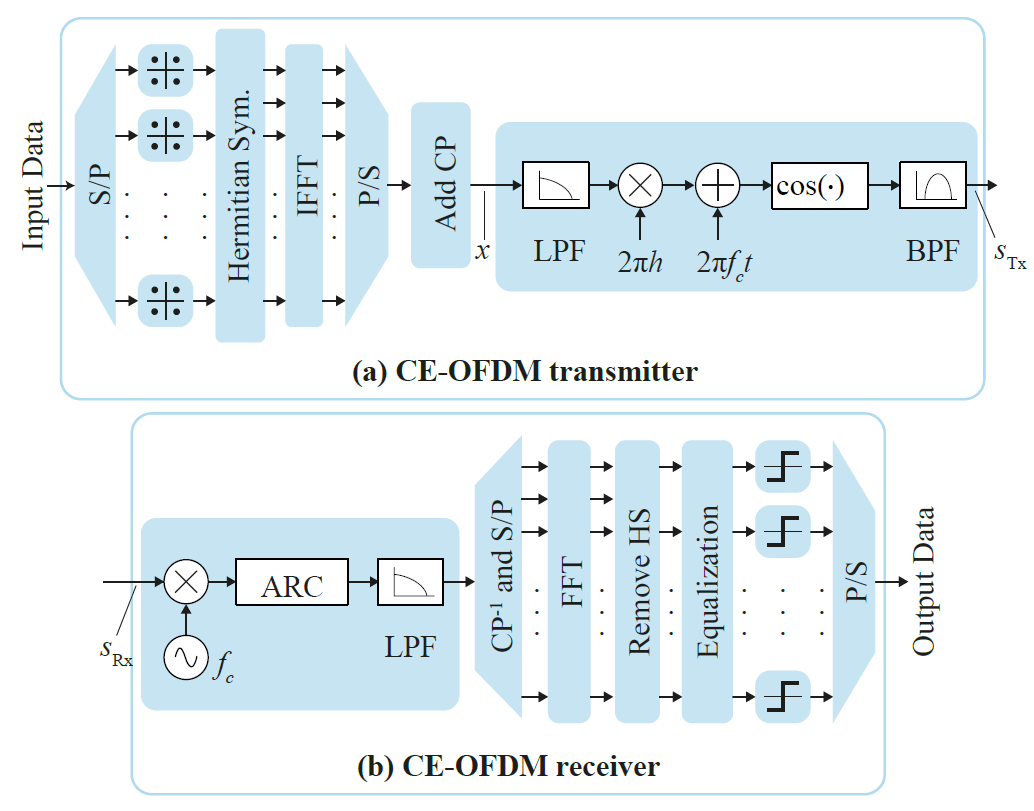 Input Data
S/P
Hermitian Sym.
IFFT
P/S
Add CP
x
LPF
2πh
2πf_c t
cos(·)
BPF
s_Tx
(a) CE-OFDM transmitter
s_Rx
f_c
ARC
LPF
CP^-1 and S/P
FFT
Remove HS
Equalization
P/S
Output Data
(b) CE-OFDM receiver